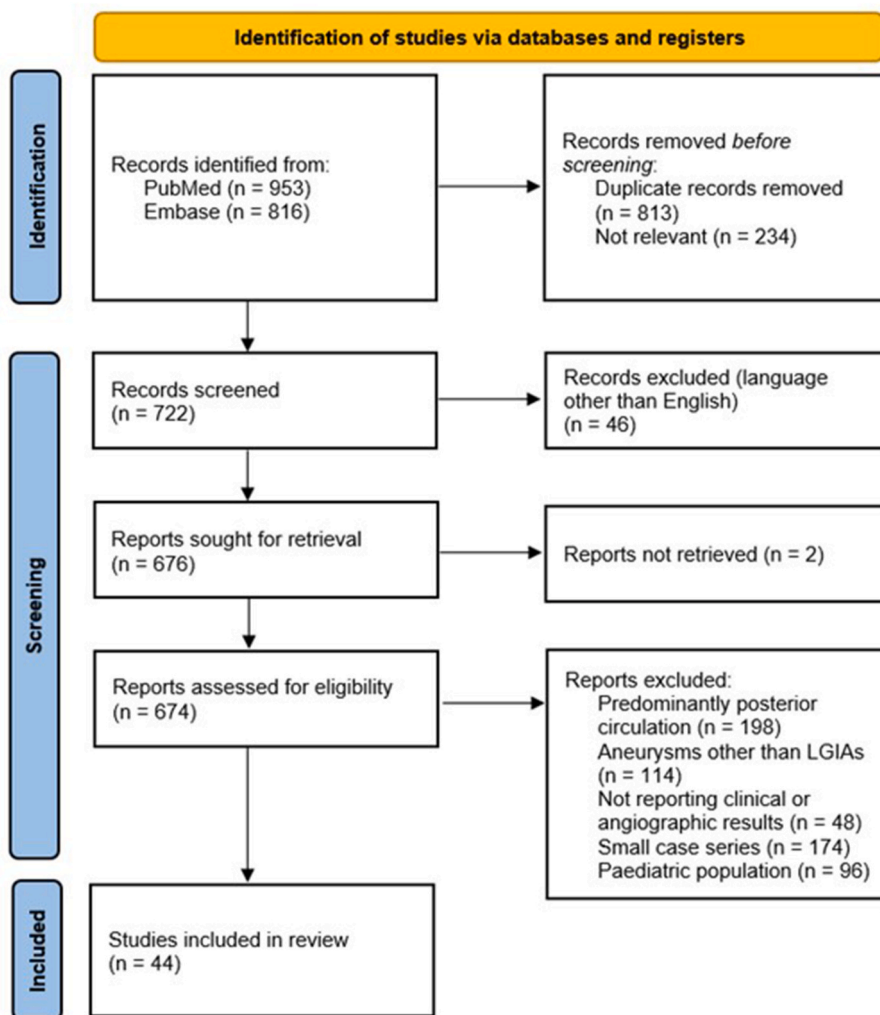 Identification of studies via databases and registers
Identification
Records identified from:
PubMed (n = 953)
Embase (n = 816)
Records removed before
screening:
Duplicate records removed
(n = 813)
Not relevant (n = 234)
Screening
Records screened
(n = 722)
Records excluded (language
other than English)
(n = 46)
Reports sought for retrieval
(n = 676)
Reports not retrieved (n = 2)
Reports assessed for eligibility
(n = 674)
Reports excluded:
Predominantly posterior
circulation (n = 198)
Aneurysms other than LGIAs
(n = 114)
Not reporting clinical or
angiographic results (n = 48)
Small case series (n = 174)
Paediatric population (n = 96)
Included
Studies included in review
(n = 44)